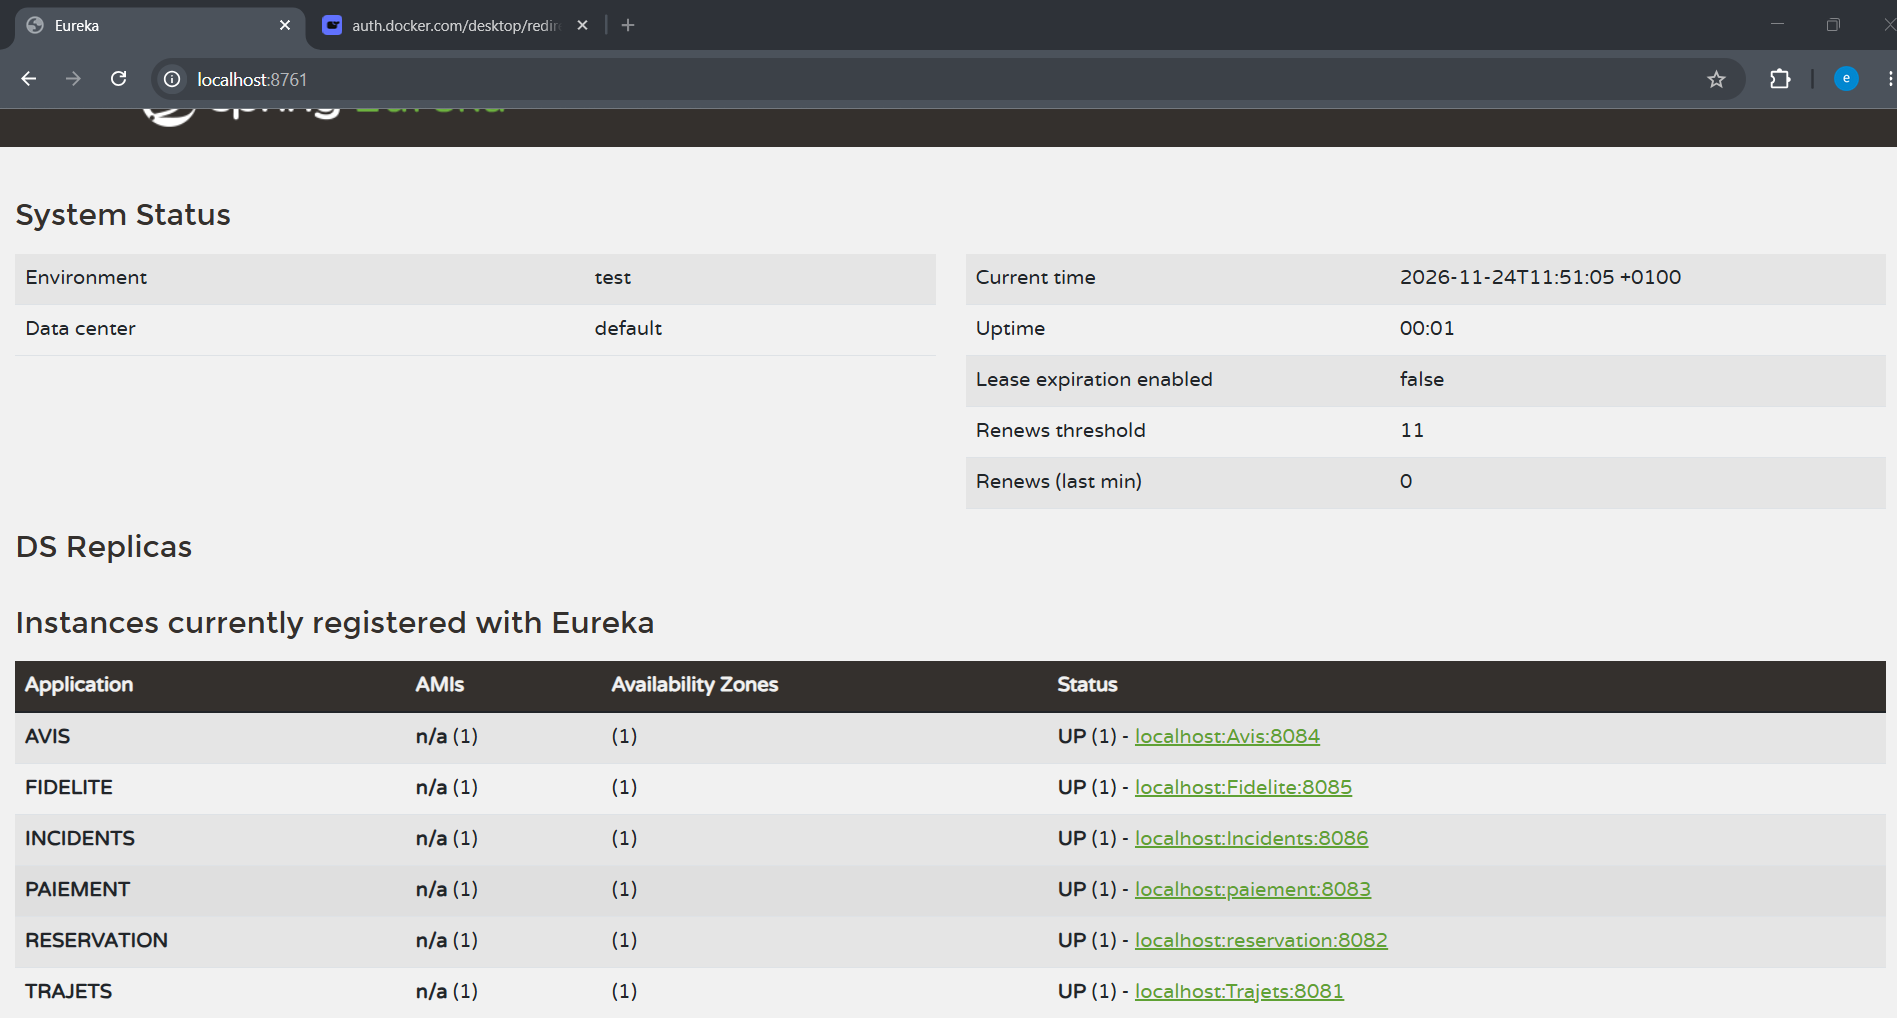 Eureka
auth.docker.com/desktop/redire
localhost:8761
e
spring Eureka
System Status
Environment test
Data center default
Current time 2026-11-24T11:51:05 +0100
Uptime 00:01
Lease expiration enabled false
Renews threshold 11
Renews (last min) 0
DS Replicas
Instances currently registered with Eureka
Application AMIs Availability Zones Status
AVIS n/a (1) (1) UP (1) - localhost:Avis:8084
FIDELITE n/a (1) (1) UP (1) - localhost:Fidelite:8085
INCIDENTS n/a (1) (1) UP (1) - localhost:Incidents:8086
PAIEMENT n/a (1) (1) UP (1) - localhost:paiement:8083
RESERVATION n/a (1) (1) UP (1) - localhost:reservation:8082
TRAJETS n/a (1) (1) UP (1) - localhost:Trajets:8081